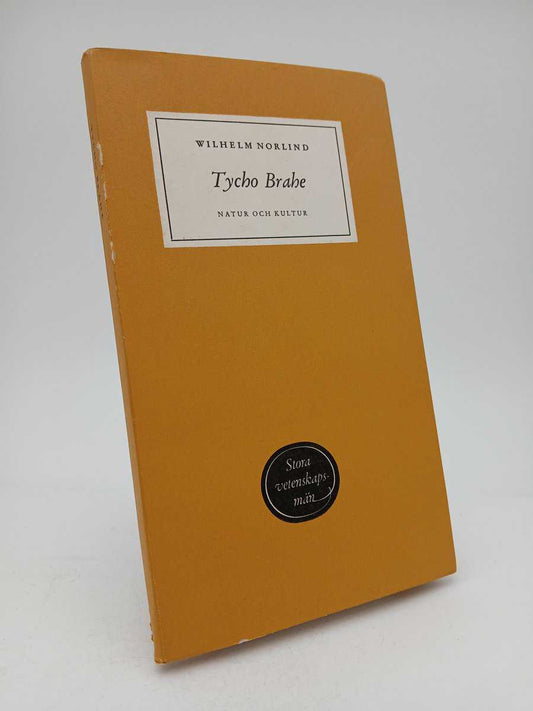 WILHELM NORLIND
Tycho Brahe
NATUR OCH KULTUR
Stora
vetenskaps-
män